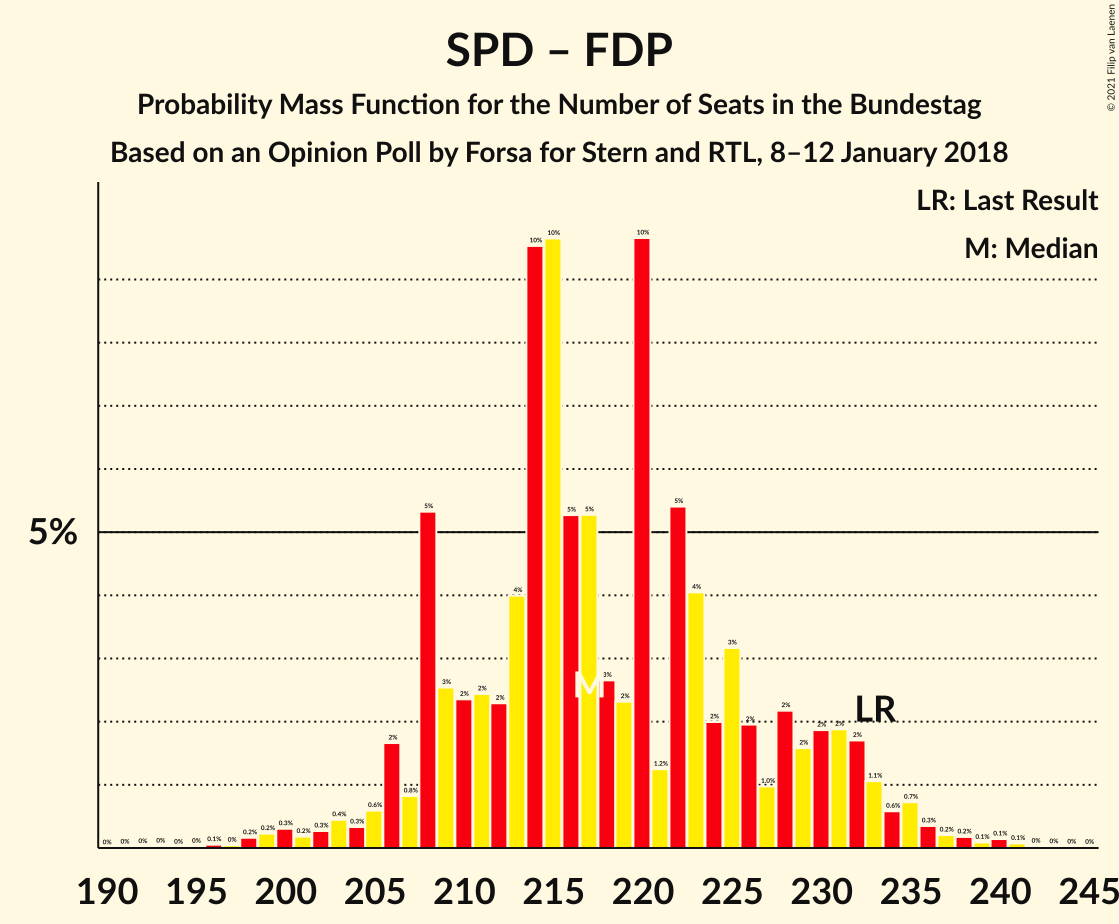 SPD – FDP
Probability Mass Function for the Number of Seats in the Bundestag
Based on an Opinion Poll by Forsa for Stern and RTL, 8–12 January 2018
© 2021 Filip van Laenen
LR: Last Result
M: Median
5%
0% 0% 0% 0% 0% 0% 0.1% 0% 0.2% 0.2% 0.3% 0.2% 0.3% 0.4% 0.3% 0.6% 2% 0.8% 5% 3% 2% 2% 2% 4% 10% 10% 5% 5% 3% 2% 10% 1.2% 5% 4% 2% 3% 2% 1.0% 2% 2% 2% 2% 2% 1.1% 0.6% 0.7% 0.3% 0.2% 0.2% 0.1% 0.1% 0.1% 0% 0% 0% 0%
M
LR
190 195 200 205 210 215 220 225 230 235 240 245